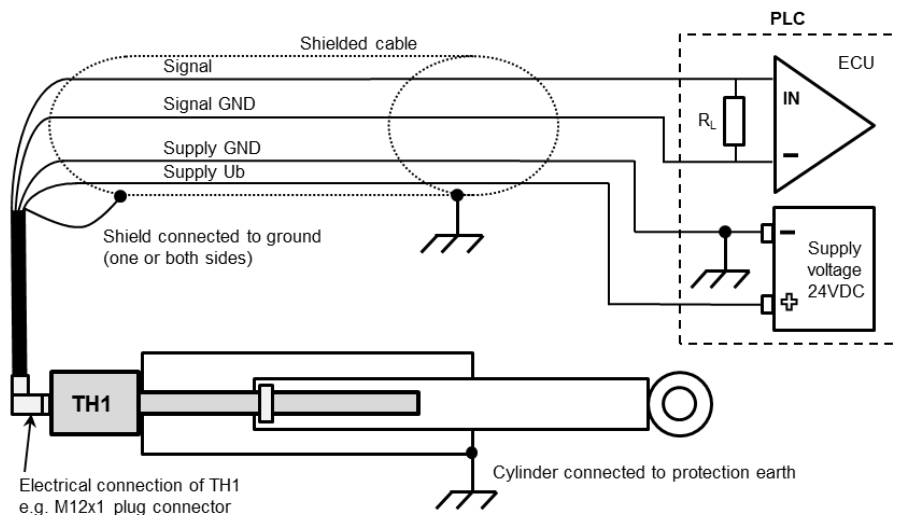 PLC
Shielded cable
ECU
Signal
IN
Signal GND
RL
Supply GND
Supply Ub
Shield connected to ground
(one or both sides)
Supply
voltage
24VDC
TH1
Cylinder connected to protection earth
Electrical connection of TH1
e.g. M12x1 plug connector